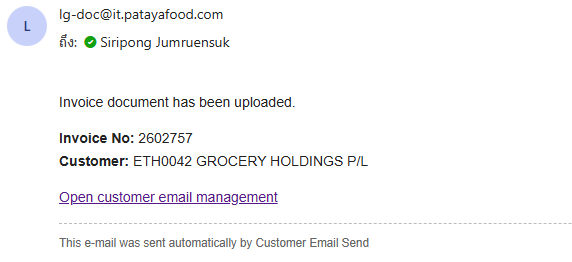 L
lg-doc@it.patayafood.com
ถึง: Siripong Jumruensuk
Invoice document has been uploaded.
Invoice No: 2602757
Customer: ETH0042 GROCERY HOLDINGS P/L
Open customer email management
This e-mail was sent automatically by Customer Email Send